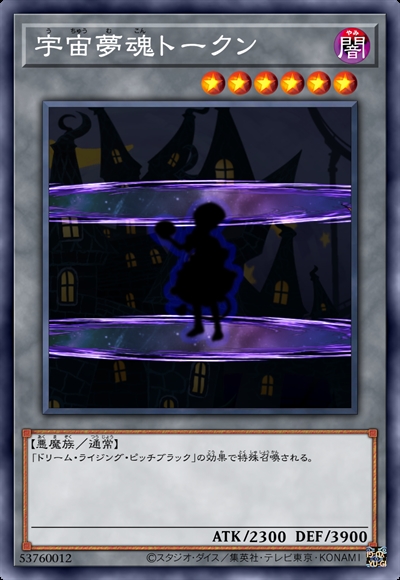 宇宙夢魂トークン
闇
【悪魔族／通常】
「ドリーム・ライジング・ピッチブラック」の効果で特殊召喚される。
ATK/2300 DEF/3900
53760012
©スタジオ・ダイス／集英社・テレビ東京・KONAMI